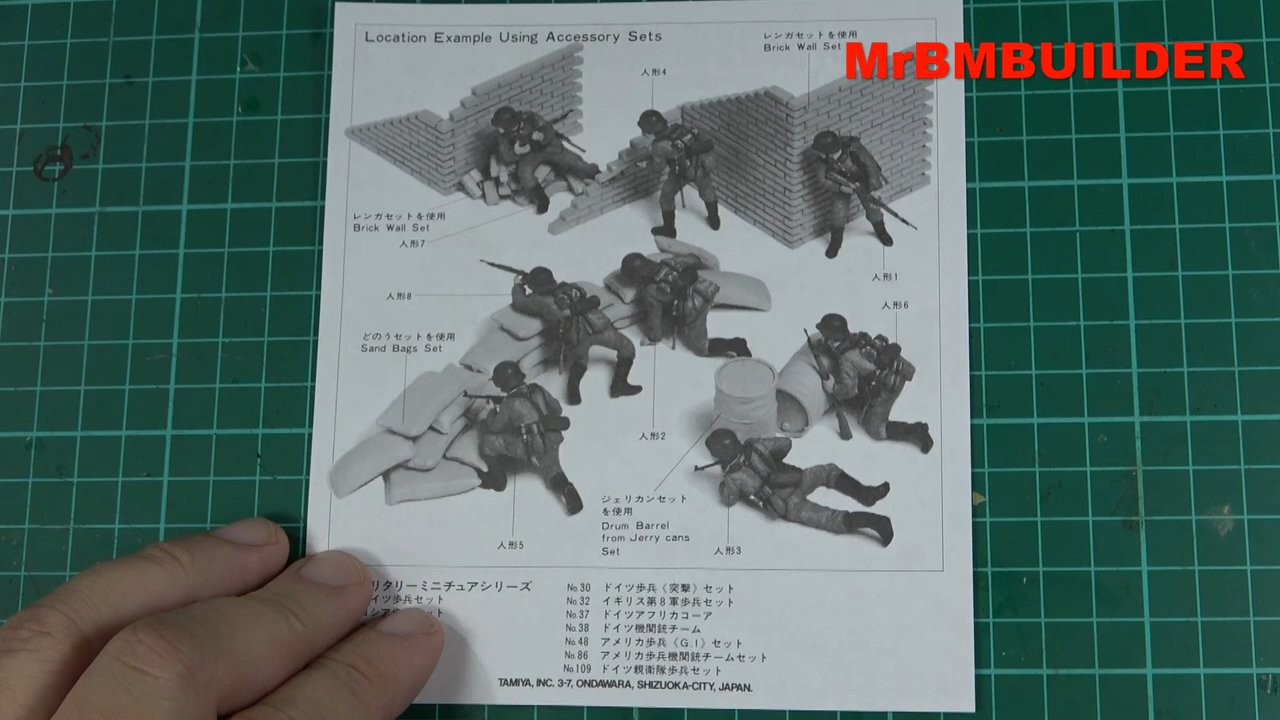 Location Example Using Accessory Sets
レンガセットを使用
Brick Wall Set
MrBMBUILDER
人形4
レンガセットを使用
Brick Wall Set
人形7
人形1
人形8
人形6
どのうセットを使用
Sand Bags Set
人形2
ジェリカンセット
を使用
Drum Barrel
from Jerry cans
Set
人形5
人形3
リタリーミニチュアシリーズ
イツ歩兵セット
No.30 ドイツ歩兵（突撃）セット
No.32 イギリス第8軍歩兵セット
No.37 ドイツアフリカコーア
No.38 ドイツ機関銃チーム
No.48 アメリカ歩兵（G.I）セット
No.86 アメリカ歩兵機関銃チームセット
No.109 ドイツ親衛隊歩兵セット
TAMIYA, INC. 3-7, ONDAWARA, SHIZUOKA-CITY, JAPAN.